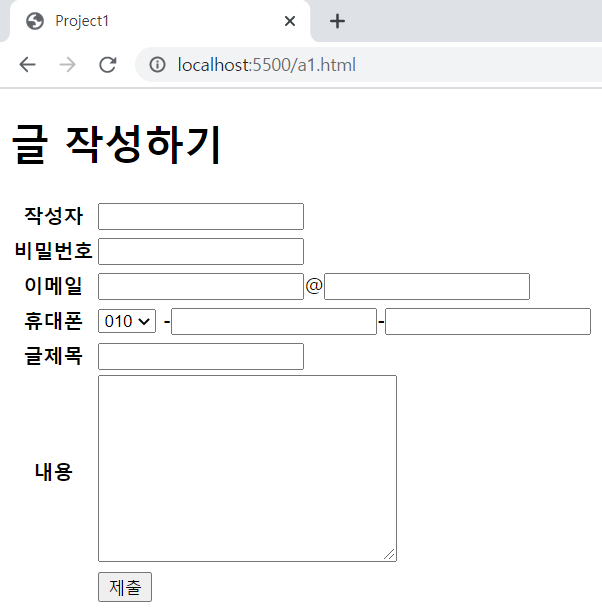 Project1
localhost:5500/a1.html
글 작성하기
작성자
비밀번호
이메일 @
휴대폰 010 - -
글제목
내용
제출